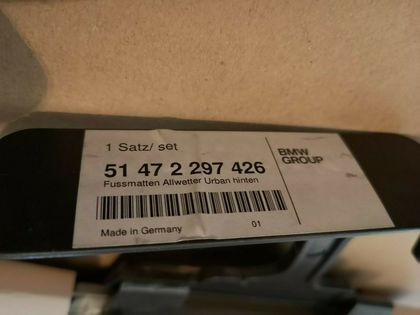 1 Satz/ set
51 47 2 297 426
Fussmatten Allwetter Urban hinten
Made in Germany
01
BMW
GROUP